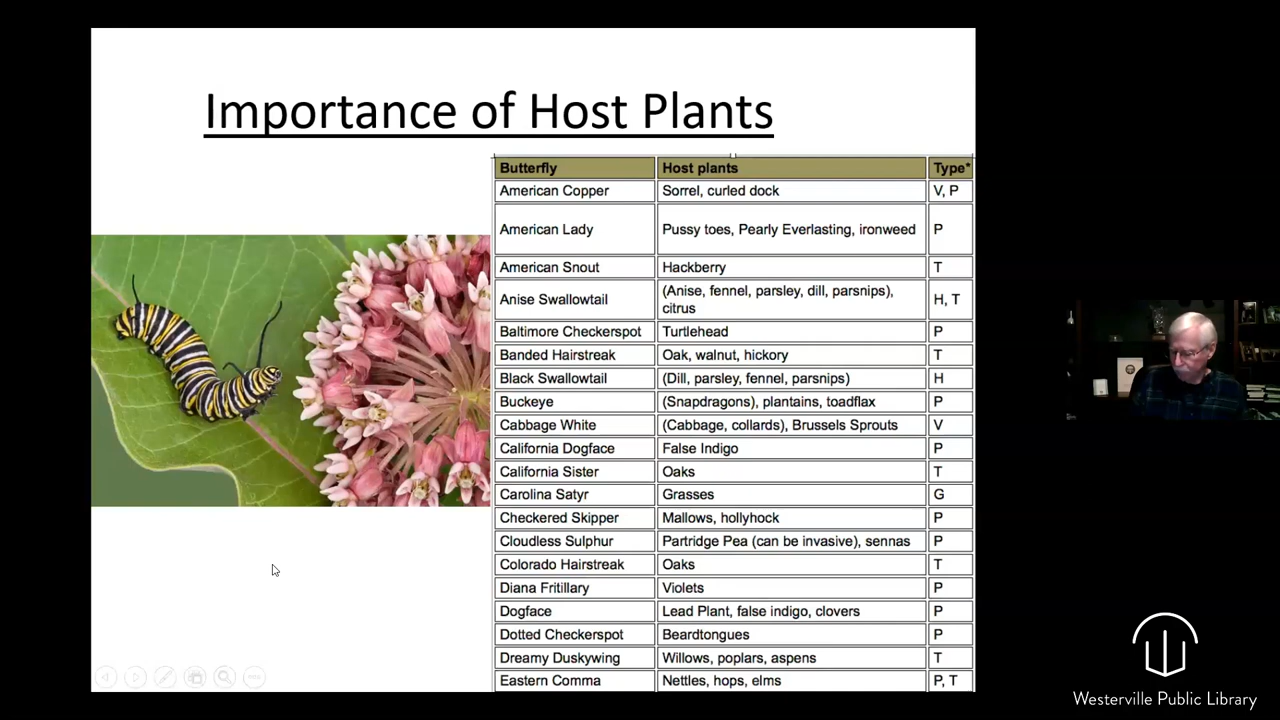 Importance of Host Plants
Butterfly Host plants Type*
American Copper Sorrel, curled dock V, P
American Lady Pussy toes, Pearly Everlasting, ironweed P
American Snout Hackberry T
Anise Swallowtail (Anise, fennel, parsley, dill, parsnips), H, T
citrus
Baltimore Checkerspot Turtlehead P
Banded Hairstreak Oak, walnut, hickory T
Black Swallowtail (Dill, parsley, fennel, parsnips) H
Buckeye (Snapdragons), plantains, toadflax P
Cabbage White (Cabbage, collards), Brussels Sprouts V
California Dogface False Indigo P
California Sister Oaks T
Carolina Satyr Grasses G
Checkered Skipper Mallows, hollyhock P
Cloudless Sulphur Partridge Pea (can be invasive), sennas P
Colorado Hairstreak Oaks T
Diana Fritillary Violets P
Dogface Lead Plant, false indigo, clovers P
Dotted Checkerspot Beardtongues P
Dreamy Duskywing Willows, poplars, aspens T
Eastern Comma Nettles, hops, elms P, T
Westerville Public Library